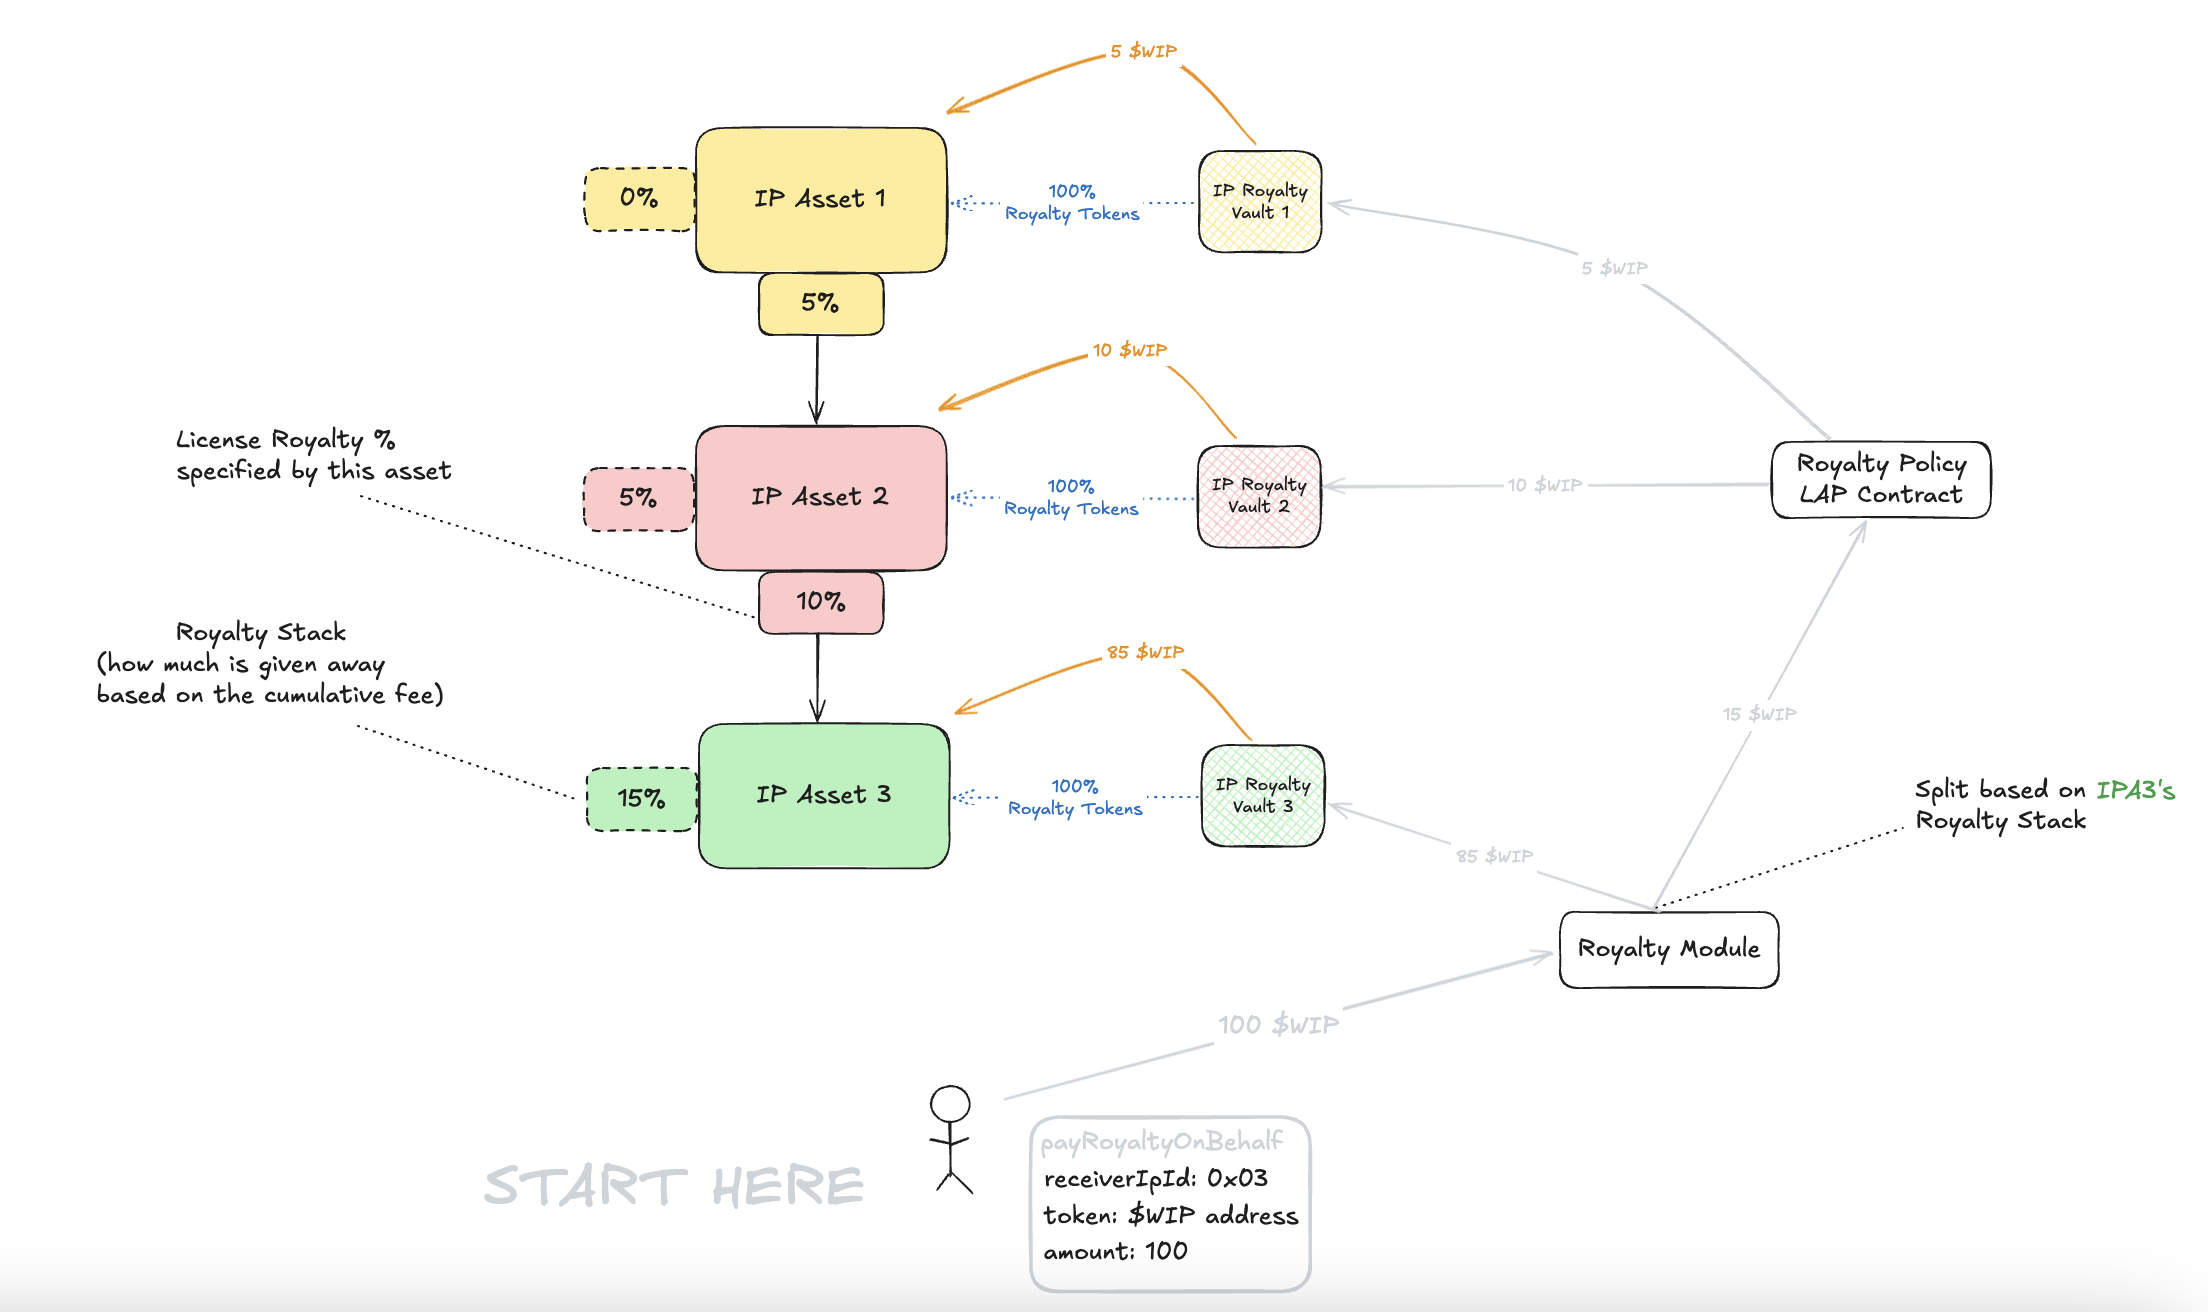 5 $WIP
0%
IP Asset 1
100%
Royalty Tokens
IP Royalty
Vault 1
5 $WIP
5%
10 $WIP
License Royalty %
specified by this asset
5%
IP Asset 2
100%
Royalty Tokens
IP Royalty
Vault 2
10 $WIP
Royalty Policy
LAP Contract
10%
Royalty Stack
(how much is given away
based on the cumulative fee)
85 $WIP
15 $WIP
15%
IP Asset 3
100%
Royalty Tokens
IP Royalty
Vault 3
85 $WIP
Split based on IPA3's
Royalty Stack
Royalty Module
100 $WIP
START HERE
payRoyaltyOnBehalf
receiverIpId: 0x03
token: $WIP address
amount: 100